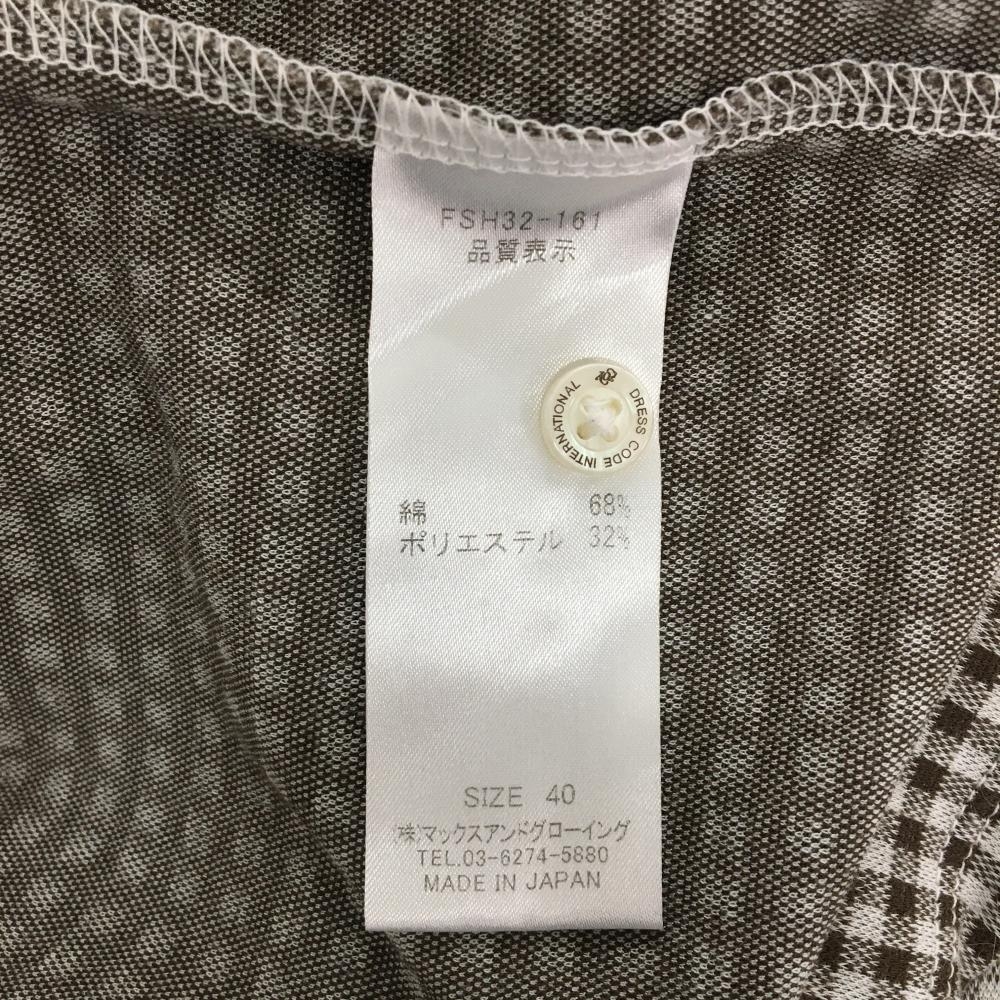 FSH32-161
品質表示
DRESS CODE INTERNATIONAL
綿 68%
ポリエステル 32%
SIZE 40
(株)マックスアンドグローイング
TEL.03-6274-5880
MADE IN JAPAN